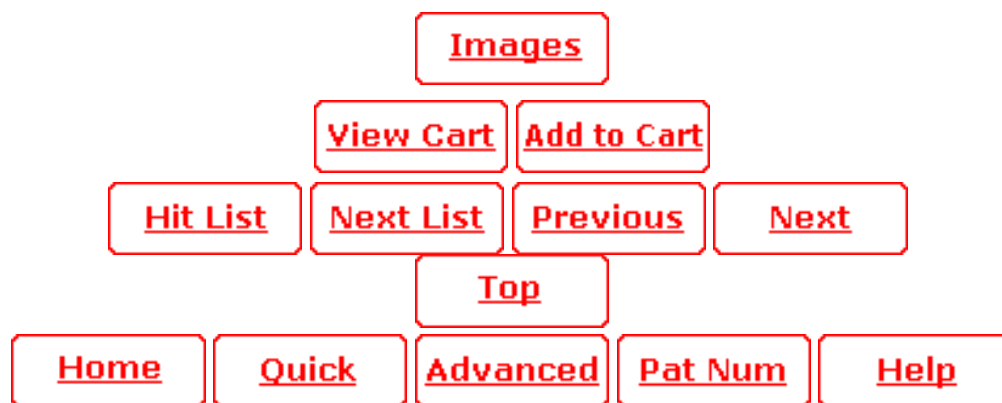 Images
View Cart Add to Cart
Hit List Next List Previous Next
Top
Home Quick Advanced Pat Num Help